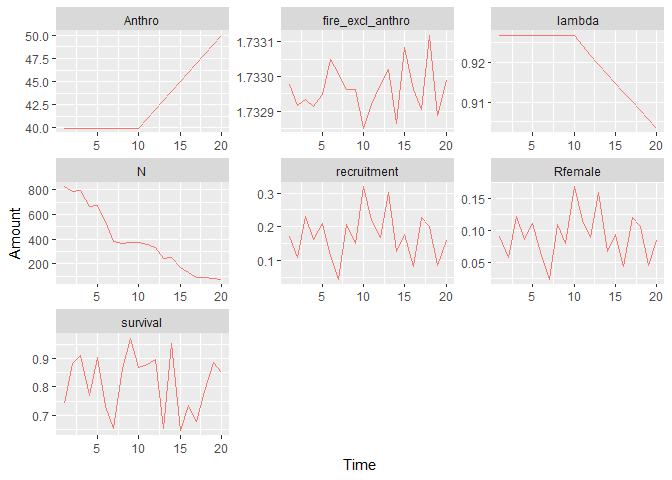 Anthro
fire_excl_anthro
lambda
50.0
47.5
45.0
42.5
40.0
5 10 15 20
1.7331
1.7330
1.7329
5 10 15 20
0.92
0.91
5 10 15 20
N
recruitment
Rfemale
Amount
800
600
400
200
5 10 15 20
0.3
0.2
0.1
5 10 15 20
0.15
0.10
0.05
5 10 15 20
survival
0.9
0.8
0.7
5 10 15 20
Time